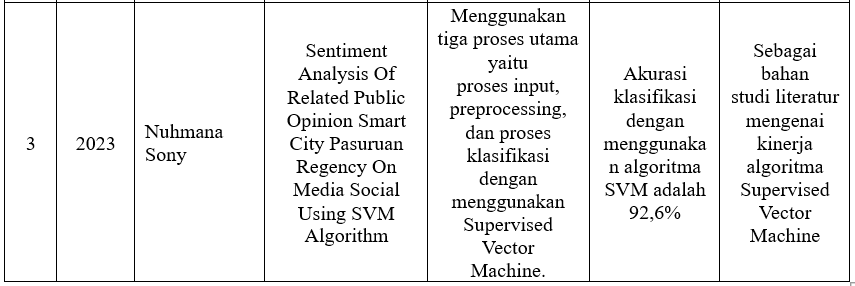 3
2023
Nuhmana
Sony
Sentiment
Analysis Of
Related Public
Opinion Smart
City Pasuruan
Regency On
Media Social
Using SVM
Algorithm
Menggunakan
tiga proses utama
yaitu
proses input,
preprocessing,
dan proses
klasifikasi
dengan
menggunakan
Supervised
Vector
Machine.
Akurasi
klasifikasi
dengan
menggunaka
n algoritma
SVM adalah
92,6%
Sebagai
bahan
studi literatur
mengenai
kinerja
algoritma
Supervised
Vector
Machine